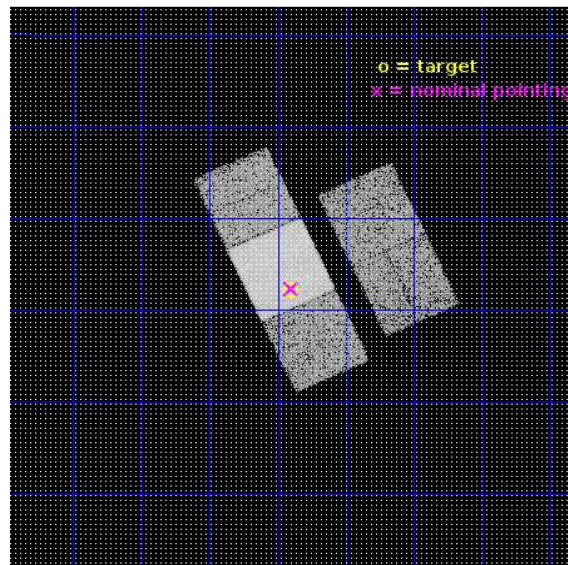 o = target
x = nominal pointing